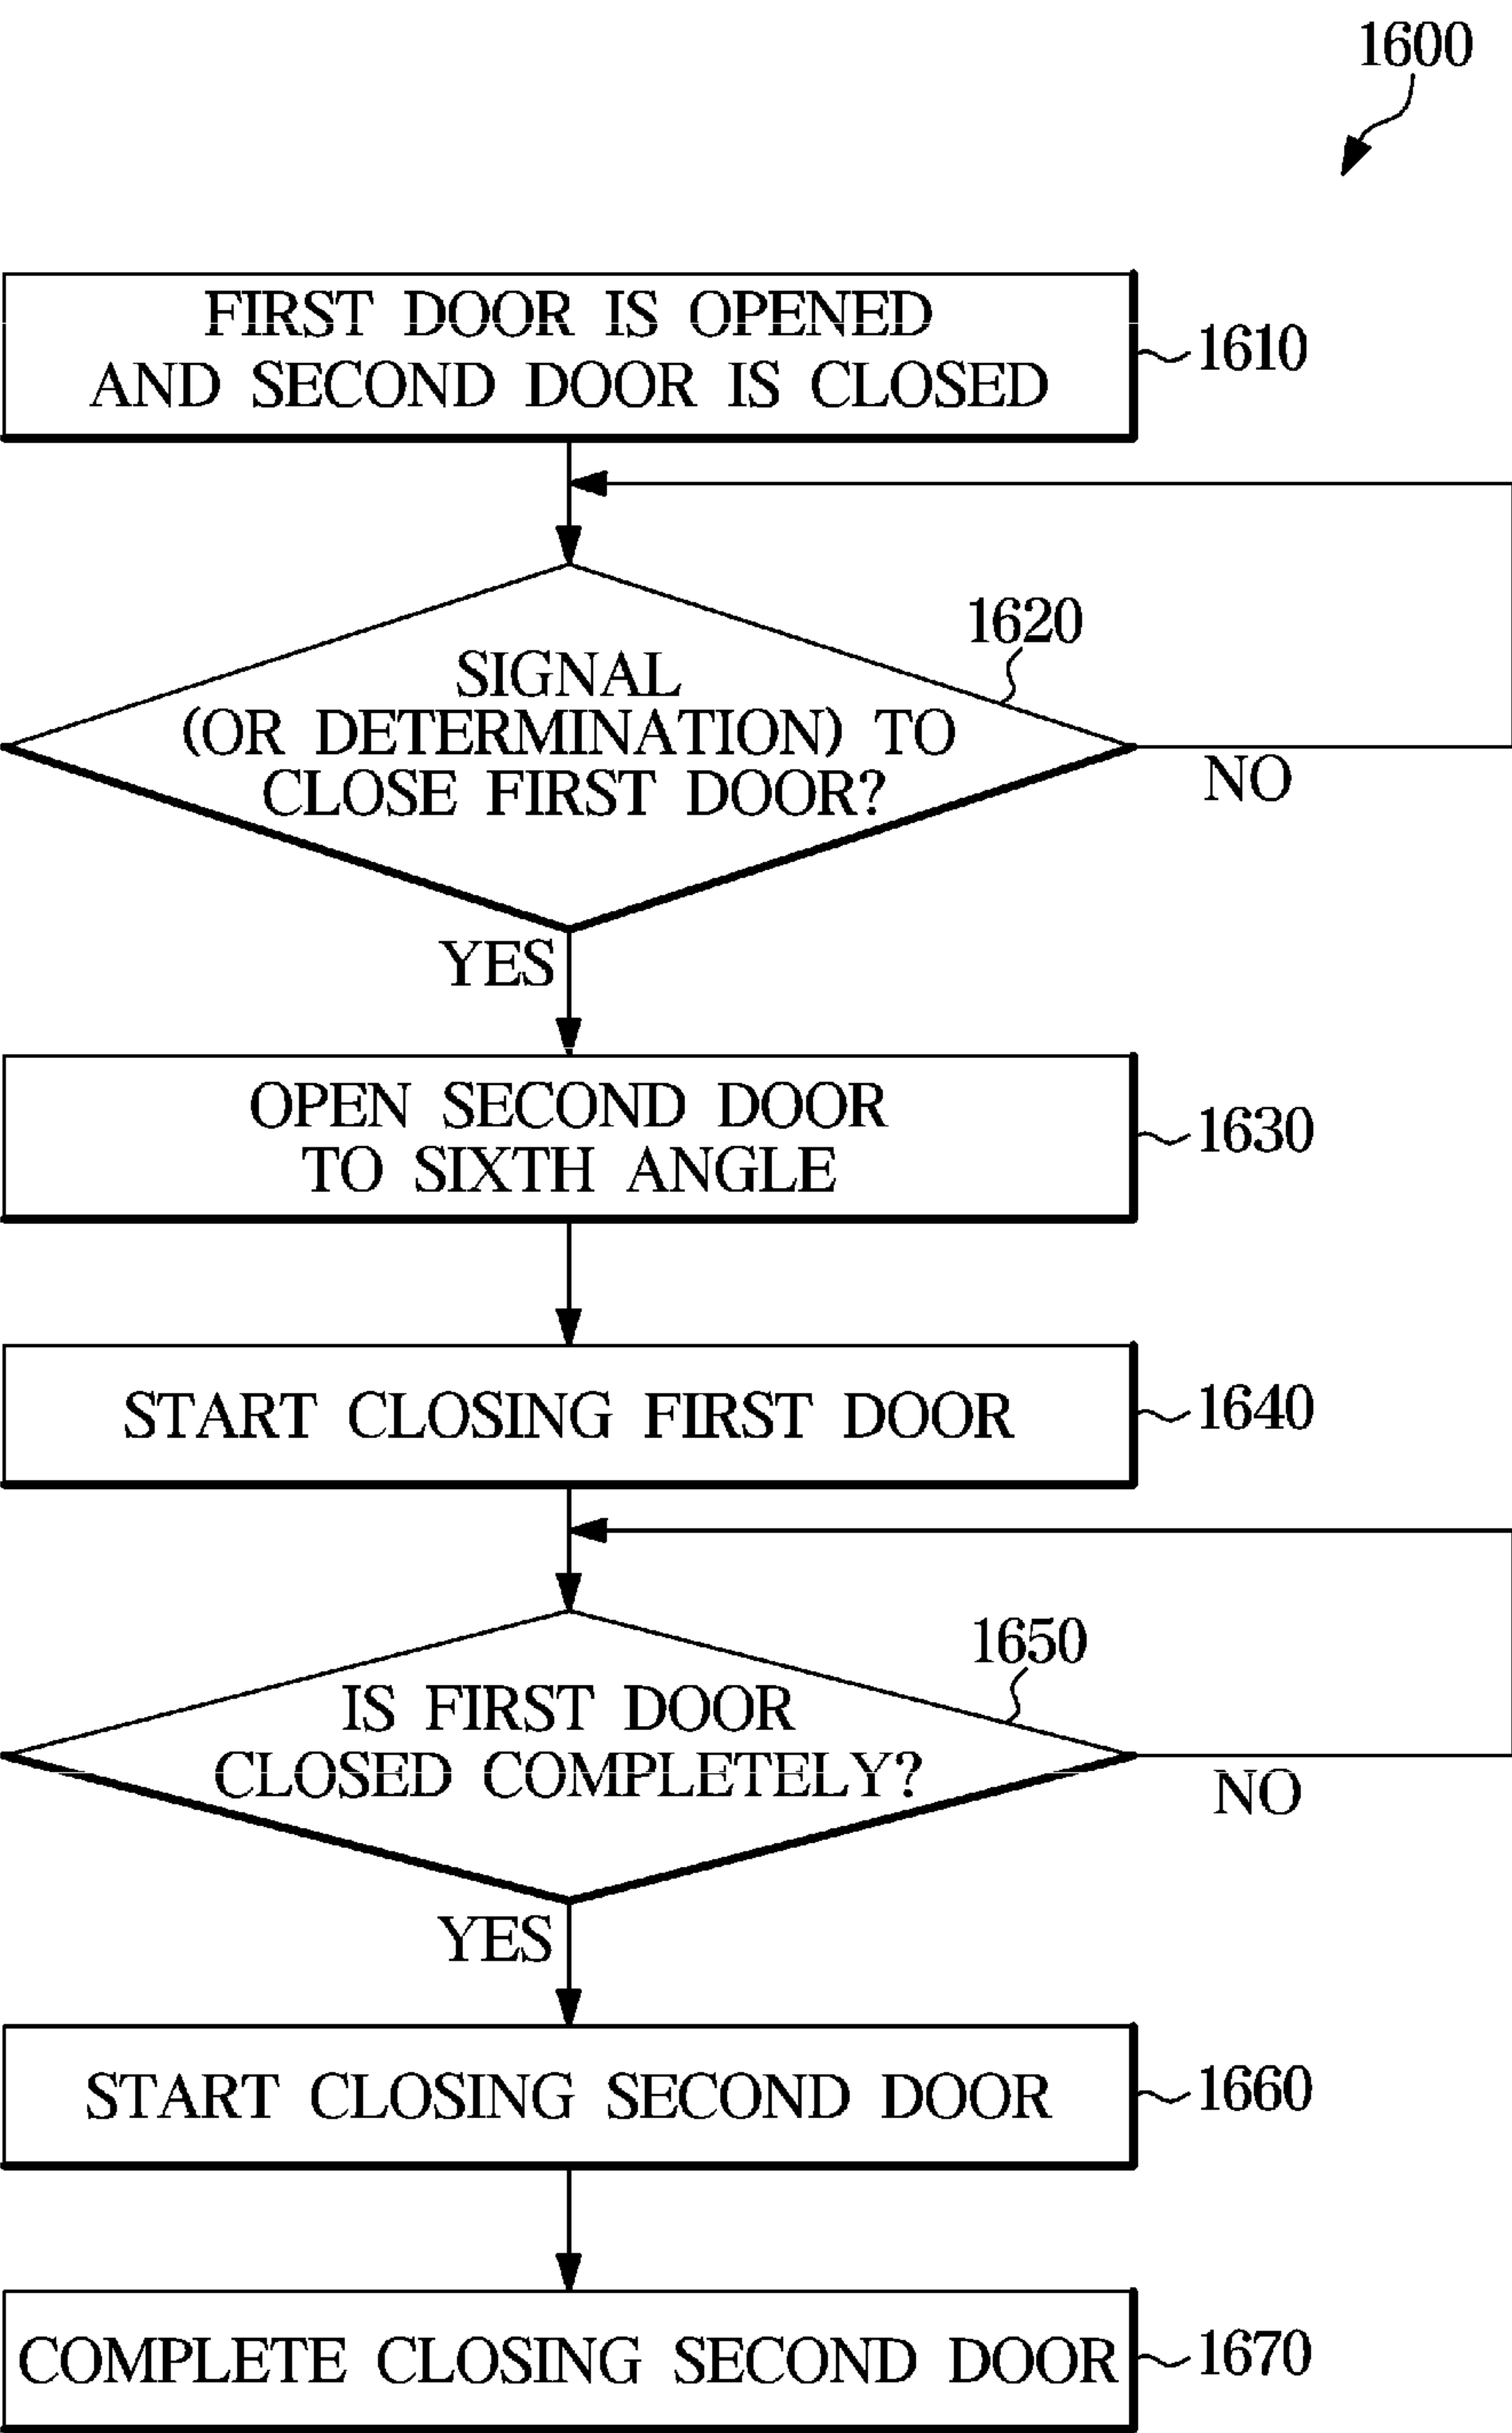 1600
FIRST DOOR IS OPENED
AND SECOND DOOR IS CLOSED
1610
1620
SIGNAL
(OR DETERMINATION) TO
CLOSE FIRST DOOR?
NO
YES
OPEN SECOND DOOR
TO SIXTH ANGLE
1630
START CLOSING FIRST DOOR
1640
1650
IS FIRST DOOR
CLOSED COMPLETELY?
NO
YES
START CLOSING SECOND DOOR
1660
COMPLETE CLOSING SECOND DOOR
1670